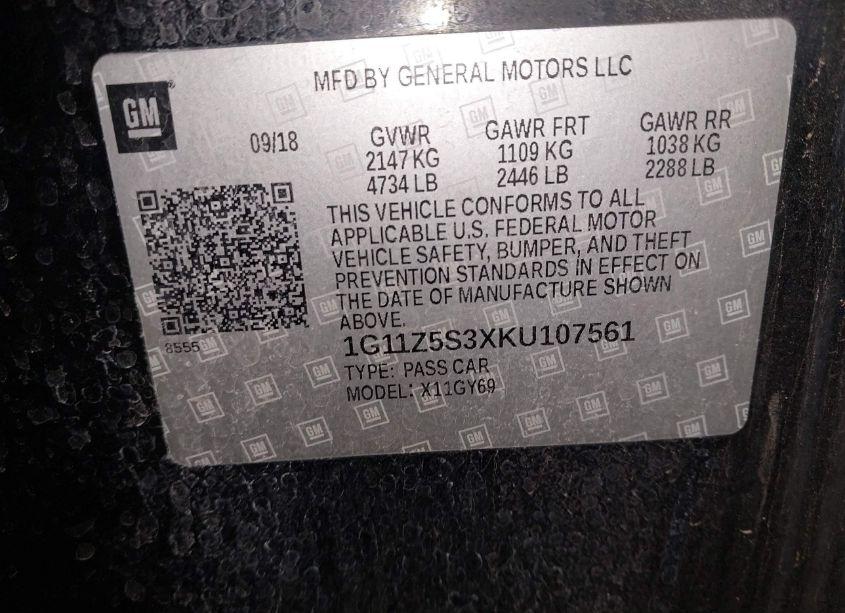 GM
MFD BY GENERAL MOTORS LLC
09/18
GVWR
2147 KG
4734 LB
GAWR FRT
1109 KG
2446 LB
GAWR RR
1038 KG
2288 LB
THIS VEHICLE CONFORMS TO ALL
APPLICABLE U.S. FEDERAL MOTOR
VEHICLE SAFETY, BUMPER, AND THEFT
PREVENTION STANDARDS IN EFFECT ON
THE DATE OF MANUFACTURE SHOWN
ABOVE.
8555
1G11Z5S3XKU107561
TYPE: PASS CAR
MODEL: X11GY69